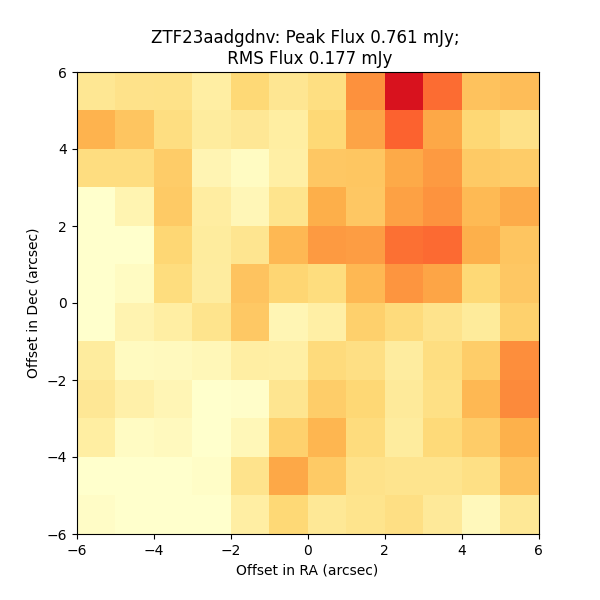 ZTF23aadgdnv: Peak Flux 0.761 mJy;
RMS Flux 0.177 mJy
6
4
2
0
−2
−4
−6
Offset in Dec (arcsec)
−6 −4 −2 0 2 4 6
Offset in RA (arcsec)